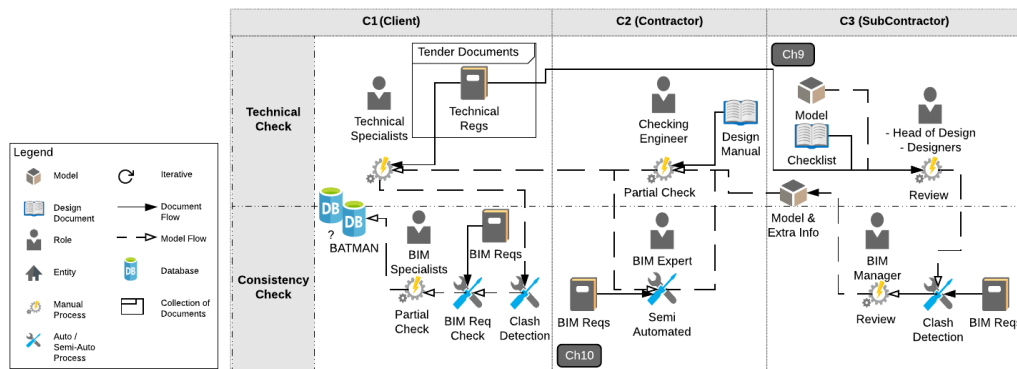 C1 (Client)
C2 (Contractor)
C3 (SubContractor)
Technical
Check
Tender Documents
Technical
Specialists
Technical
Regs
Checking
Engineer
Design
Manual
Partial Check
Ch9
Model
Checklist
- Head of Design
- Designers
Review
Model &
Extra Info
Consistency
Check
DB
DB
?
BATMAN
BIM
Specialists
BIM Reqs
Partial
Check
BIM Req
Check
Clash
Detection
BIM Expert
BIM Reqs
Semi
Automated
Ch10
BIM
Manager
Review
Clash
Detection
BIM Reqs
Legend
Model
Iterative
Design
Document
Document
Flow
Role
Model Flow
Entity
DB
Database
Manual
Process
Collection of
Documents
Auto /
Semi-Auto
Process